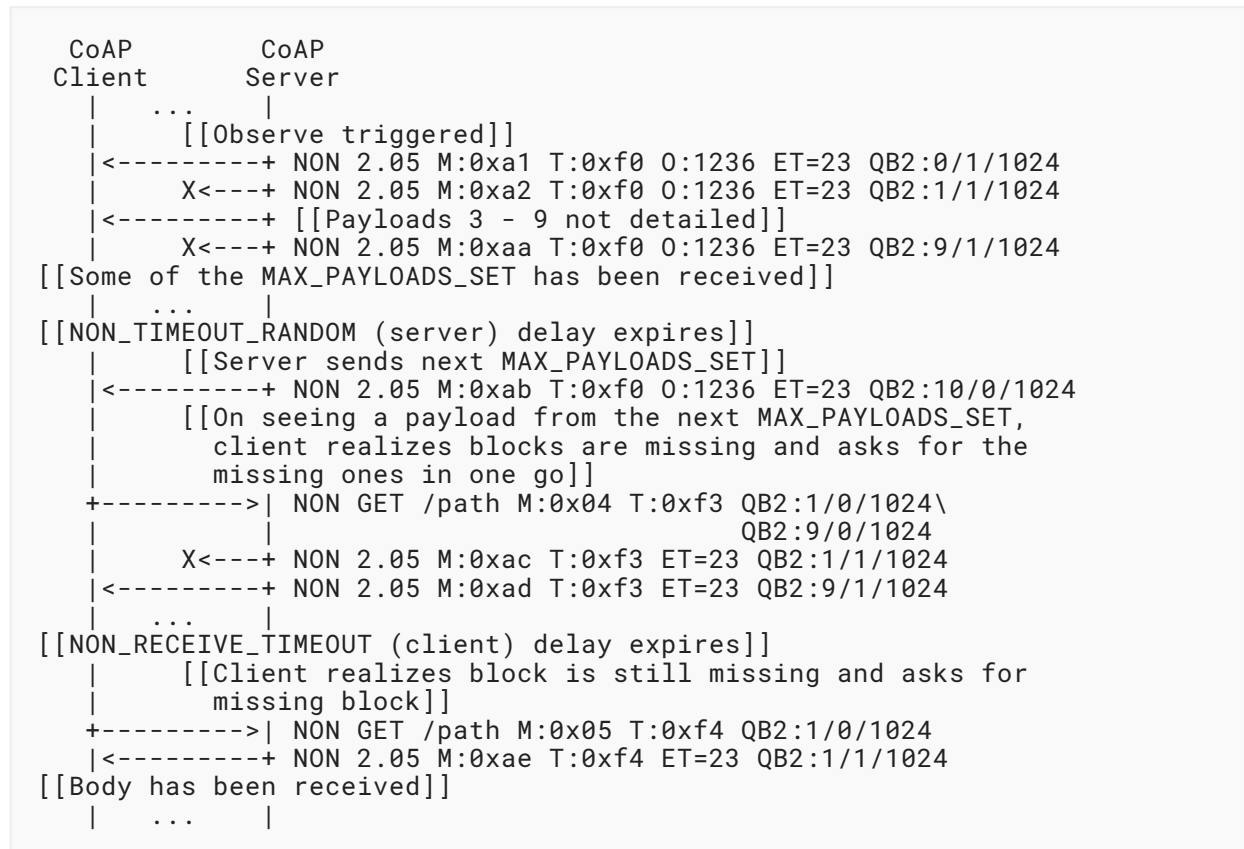 CoAP        CoAP
 Client      Server
   |    ...    |
   |      [[Observe triggered]]
   |<---------+ NON 2.05 M:0xa1 T:0xf0 O:1236 ET=23 QB2:0/1/1024
   |      X<---+ NON 2.05 M:0xa2 T:0xf0 O:1236 ET=23 QB2:1/1/1024
   |<---------+ [[Payloads 3 - 9 not detailed]]
   |      X<---+ NON 2.05 M:0xaa T:0xf0 O:1236 ET=23 QB2:9/1/1024
[[Some of the MAX_PAYLOADS_SET has been received]]
   |    ...    |
[[NON_TIMEOUT_RANDOM (server) delay expires]]
   |      [[Server sends next MAX_PAYLOADS_SET]]
   |<---------+ NON 2.05 M:0xab T:0xf0 O:1236 ET=23 QB2:10/0/1024
   |      [[On seeing a payload from the next MAX_PAYLOADS_SET,
   |        client realizes blocks are missing and asks for the
   |        missing ones in one go]]
   +--------->| NON GET /path M:0x04 T:0xf3 QB2:1/0/1024\
   |          |                             QB2:9/0/1024
   |      X<---+ NON 2.05 M:0xac T:0xf3 ET=23 QB2:1/1/1024
   |<---------+ NON 2.05 M:0xad T:0xf3 ET=23 QB2:9/1/1024
   |    ...    |
[[NON_RECEIVE_TIMEOUT (client) delay expires]]
   |      [[Client realizes block is still missing and asks for
   |        missing block]]
   +--------->| NON GET /path M:0x05 T:0xf4 QB2:1/0/1024
   |<---------+ NON 2.05 M:0xae T:0xf4 ET=23 QB2:1/1/1024
[[Body has been received]]
   |    ...    |